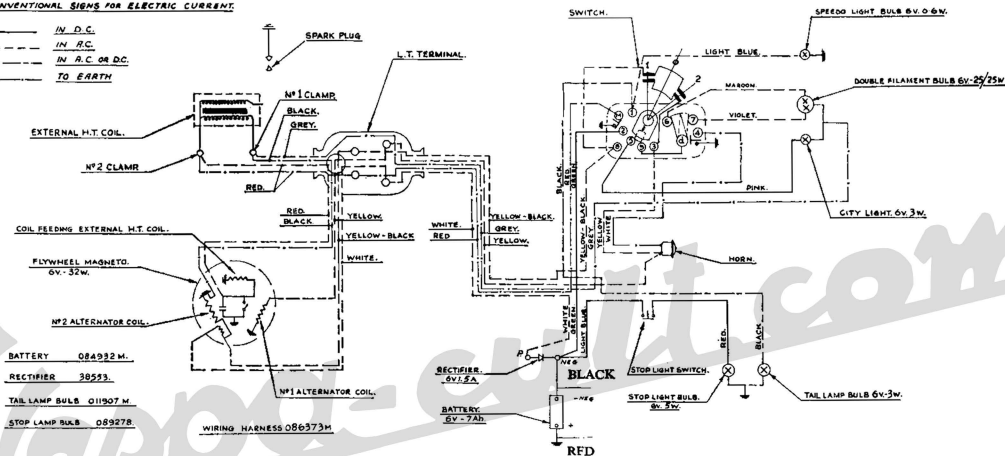 CONVENTIONAL SIGNS FOR ELECTRIC CURRENT.
IN D.C.
IN A.C.
IN A.C. OR D.C.
TO EARTH
SPARK PLUG
L.T. TERMINAL.
EXTERNAL H.T. COIL.
Nº1 CLAMP.
BLACK.
GREY.
Nº2 CLAMP.
RED.
RED.
BLACK
YELLOW.
YELLOW-BLACK
WHITE.
COIL FEEDING EXTERNAL H.T. COIL.
FLYWHEEL MAGNETO.
6V.-32W.
Nº2 ALTERNATOR COIL.
Nº1 ALTERNATOR COIL.
WIRING HARNESS 086373M
BATTERY 084932 M.
RECTIFIER 38553.
TAIL LAMP BULB 011907 M.
STOP LAMP BULB 089278.
SWITCH.
SPEEDO LIGHT BULB 6V. 0.6W.
LIGHT BLUE.
MAROON.
DOUBLE FILAMENT BULB 6V-25/25W
VIOLET.
PINK.
CITY LIGHT. 6V. 3W.
HORN.
BLACK
RED
GREEN
YELLOW-BLACK
GREY
YELLOW
WHITE
WHITE.
RED
YELLOW-BLACK.
GREY.
YELLOW.
WHITE
GREEN
LIGHT BLUE
RED.
BLACK.
RECTIFIER.
6V1.5A
NEG
BLACK
BATTERY.
6V-7Ah.
-NEG
+
RED
STOP LIGHT SWITCH.
STOP LIGHT BULB.
6V. 5W.
TAIL LAMP BULB 6V-3W.